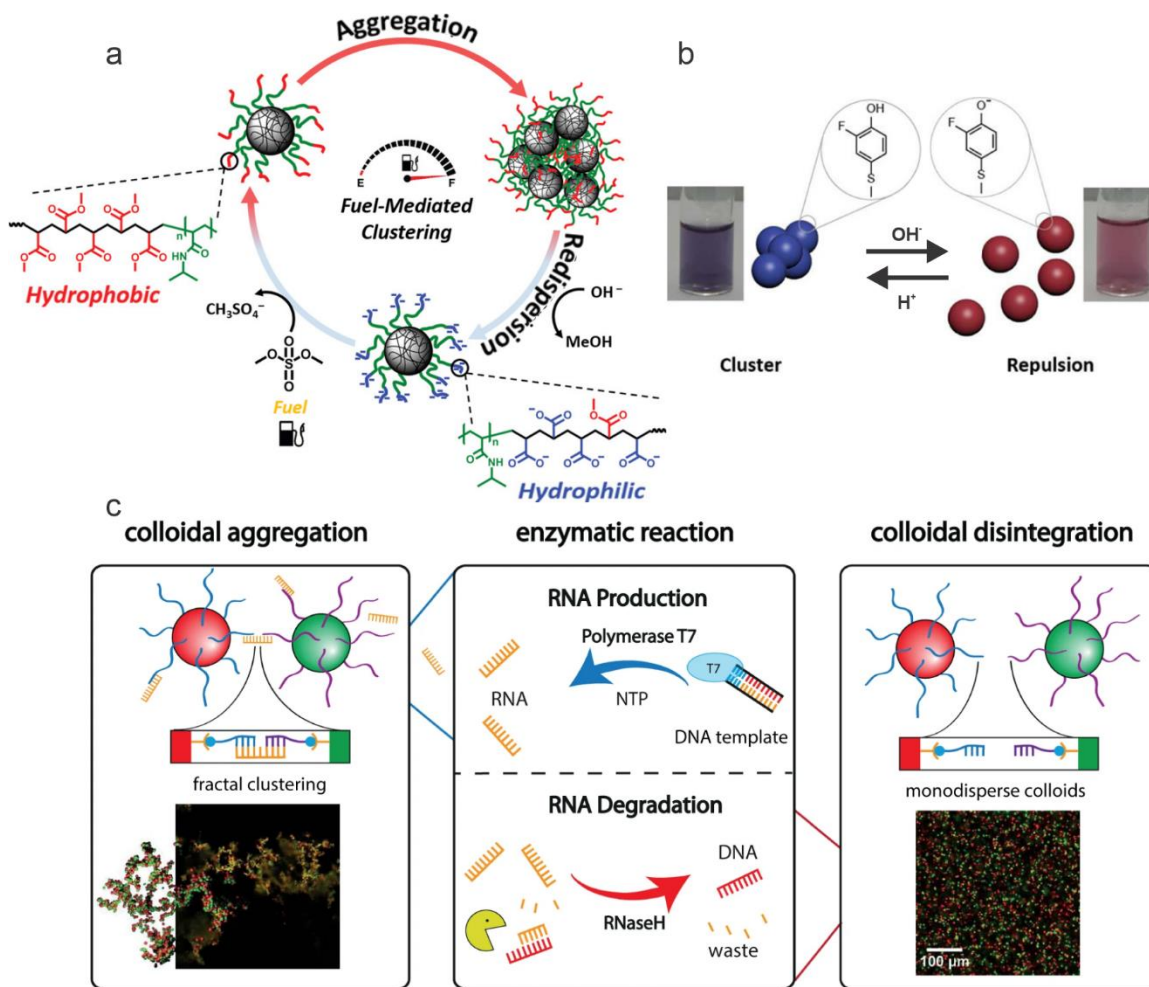 a
Aggregation
E
F
Fuel-Mediated
Clustering
Hydrophobic
n
HN
O
Redispersion
OH⁻
MeOH
CH₃SO₄⁻
O
O
S
O
O
Fuel
n
O
NH
Hydrophilic
b
OH
F
S
O⁻
F
S
OH⁻
H⁺
Cluster
Repulsion
c
colloidal aggregation
fractal clustering
enzymatic reaction
RNA Production
Polymerase T7
T7
RNA
NTP
DNA template
RNA Degradation
DNA
RNaseH
waste
colloidal disintegration
monodisperse colloids
100 μm